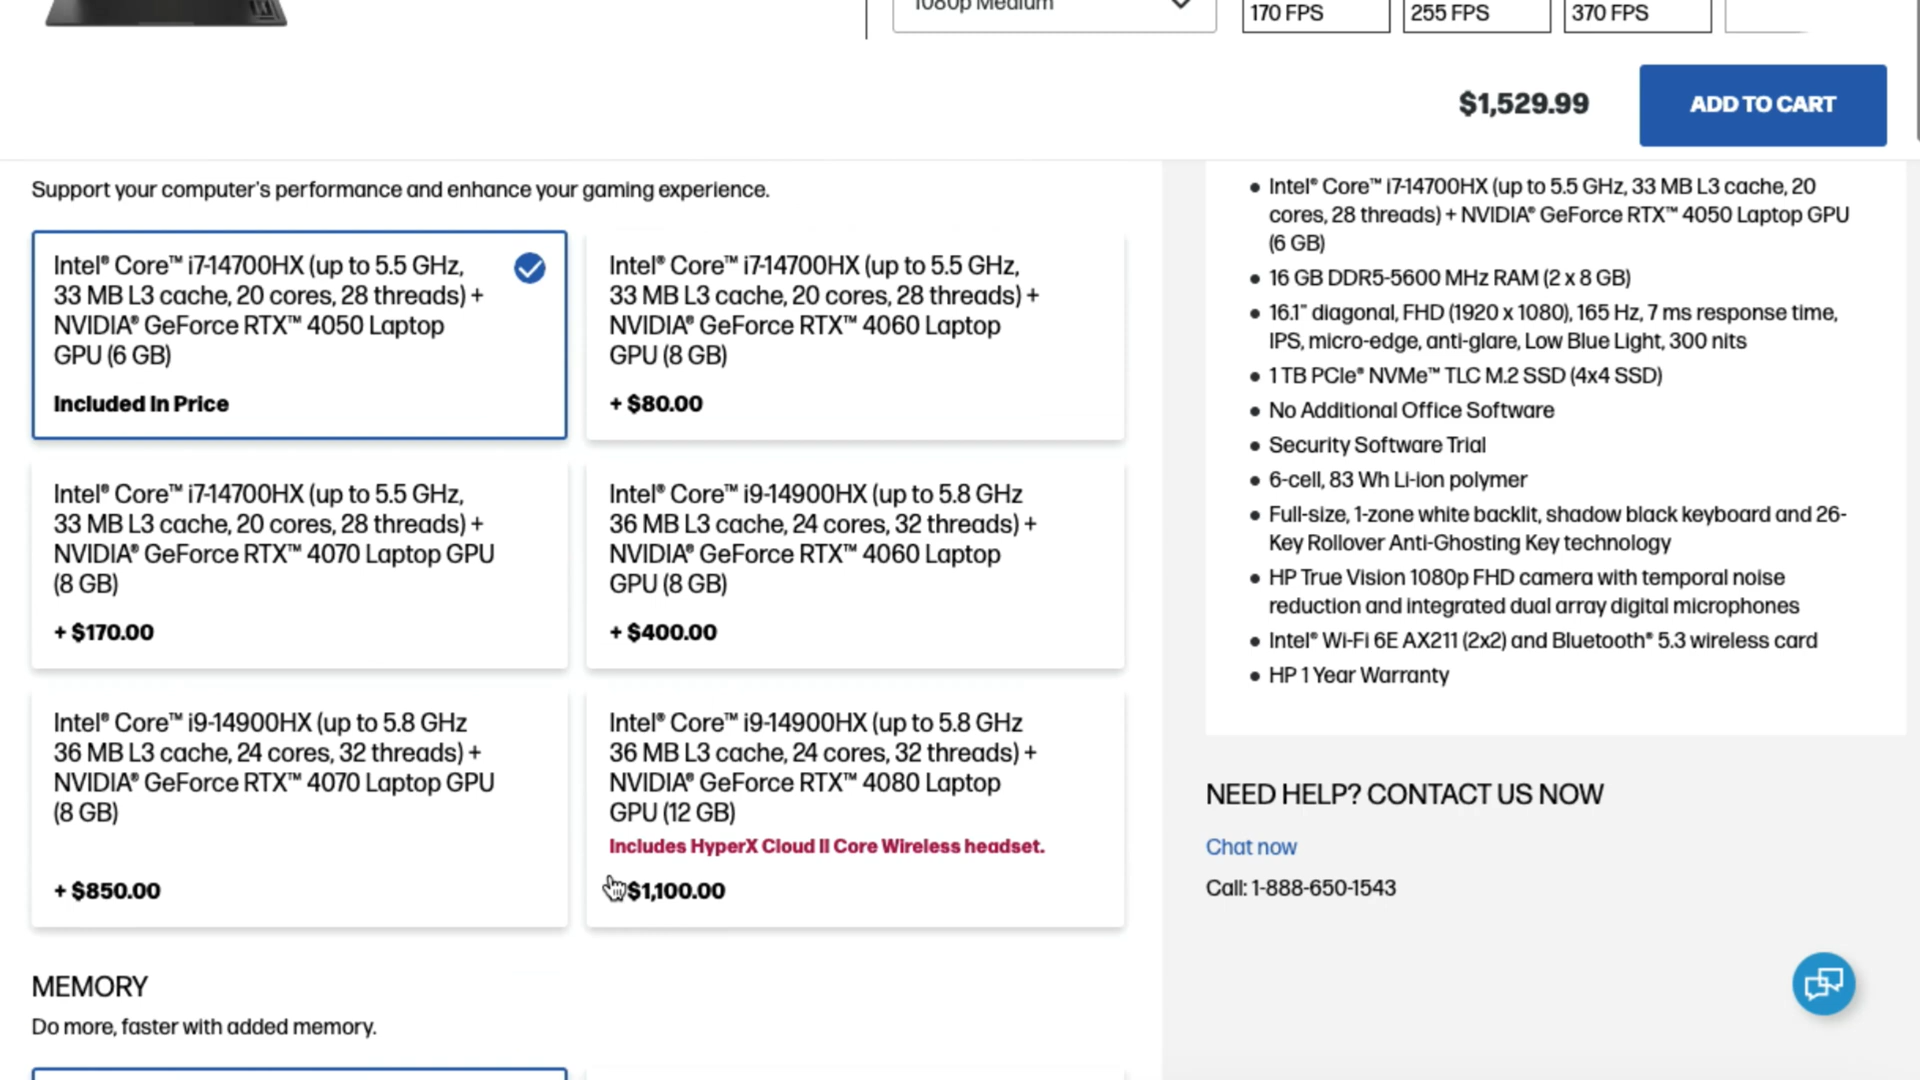 1080p Medium
170 FPS
255 FPS
370 FPS
$1,529.99
ADD TO CART
Support your computer's performance and enhance your gaming experience.
Intel® Core™ i7-14700HX (up to 5.5 GHz,
33 MB L3 cache, 20 cores, 28 threads) +
NVIDIA® GeForce RTX™ 4050 Laptop
GPU (6 GB)
Included In Price
Intel® Core™ i7-14700HX (up to 5.5 GHz,
33 MB L3 cache, 20 cores, 28 threads) +
NVIDIA® GeForce RTX™ 4060 Laptop
GPU (8 GB)
+ $80.00
Intel® Core™ i7-14700HX (up to 5.5 GHz,
33 MB L3 cache, 20 cores, 28 threads) +
NVIDIA® GeForce RTX™ 4070 Laptop GPU
(8 GB)
+ $170.00
Intel® Core™ i9-14900HX (up to 5.8 GHz
36 MB L3 cache, 24 cores, 32 threads) +
NVIDIA® GeForce RTX™ 4060 Laptop
GPU (8 GB)
+ $400.00
Intel® Core™ i9-14900HX (up to 5.8 GHz
36 MB L3 cache, 24 cores, 32 threads) +
NVIDIA® GeForce RTX™ 4070 Laptop GPU
(8 GB)
+ $850.00
Intel® Core™ i9-14900HX (up to 5.8 GHz
36 MB L3 cache, 24 cores, 32 threads) +
NVIDIA® GeForce RTX™ 4080 Laptop
GPU (12 GB)
Includes HyperX Cloud II Core Wireless headset.
$1,100.00
MEMORY
Do more, faster with added memory.
• Intel® Core™ i7-14700HX (up to 5.5 GHz, 33 MB L3 cache, 20
cores, 28 threads) + NVIDIA® GeForce RTX™ 4050 Laptop GPU
(6 GB)
• 16 GB DDR5-5600 MHz RAM (2 x 8 GB)
• 16.1" diagonal, FHD (1920 x 1080), 165 Hz, 7 ms response time,
IPS, micro-edge, anti-glare, Low Blue Light, 300 nits
• 1 TB PCIe® NVMe™ TLC M.2 SSD (4x4 SSD)
• No Additional Office Software
• Security Software Trial
• 6-cell, 83 Wh Li-ion polymer
• Full-size, 1-zone white backlit, shadow black keyboard and 26-
Key Rollover Anti-Ghosting Key technology
• HP True Vision 1080p FHD camera with temporal noise
reduction and integrated dual array digital microphones
• Intel® Wi-Fi 6E AX211 (2x2) and Bluetooth® 5.3 wireless card
• HP 1 Year Warranty
NEED HELP? CONTACT US NOW
Chat now
Call: 1-888-650-1543